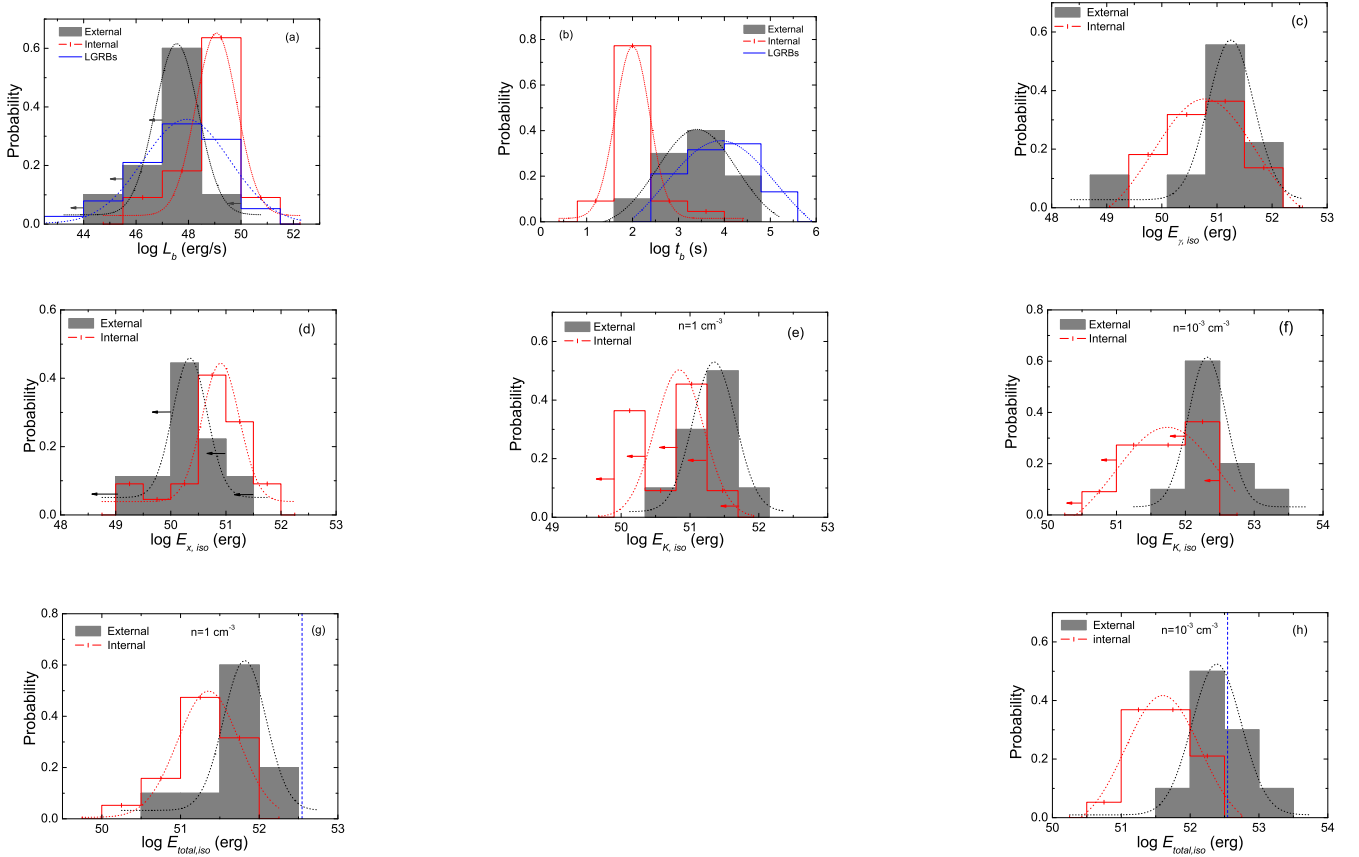 External
Internal
LGRBs
(a)
0.6
0.4
0.2
0.0
44 46 48 50 52
Probability
log L_b (erg/s)
(b)
External
Internal
LGRBs
0.8
0.6
0.4
0.2
0.0
0 1 2 3 4 5 6
Probability
log t_b (s)
External
Internal
(c)
0.6
0.4
0.2
0.0
48 49 50 51 52 53
Probability
log E_γ, iso (erg)
External
Internal
(d)
0.6
0.4
0.2
0.0
48 49 50 51 52 53
Probability
log E_x, iso (erg)
External
Internal
n=1 cm⁻³
(e)
0.6
0.4
0.2
0.0
49 50 51 52 53
Probability
log E_K, iso (erg)
External
Internal
n=10⁻³ cm⁻³
(f)
0.8
0.6
0.4
0.2
0.0
50 51 52 53 54
Probability
log E_K, iso (erg)
External
Internal
n=1 cm⁻³
(g)
0.8
0.6
0.4
0.2
0.0
50 51 52 53
Probability
log E_total,iso (erg)
External
internal
n=10⁻³ cm⁻³
(h)
0.6
0.4
0.2
0.0
50 51 52 53 54
Probability
log E_total,iso (erg)